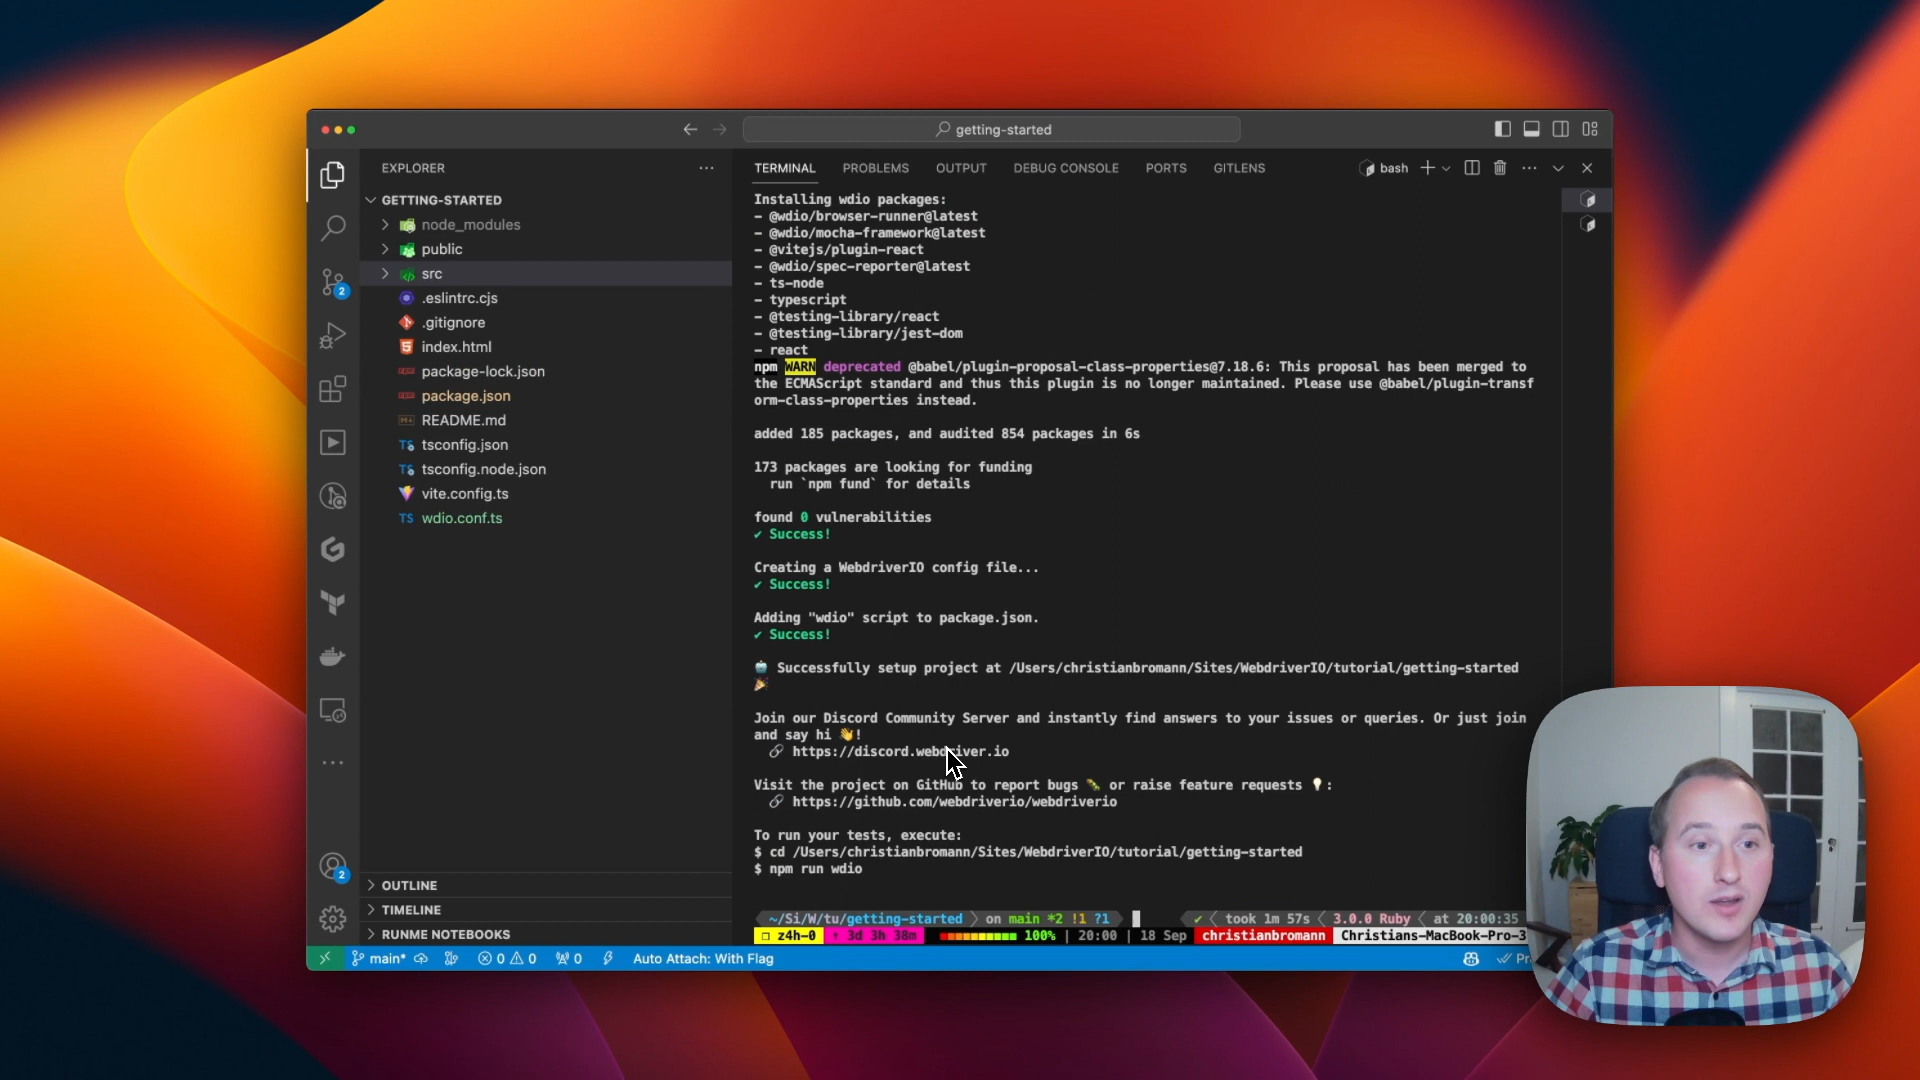 getting-started
EXPLORER
GETTING-STARTED
node_modules
public
src
.eslintrc.cjs
.gitignore
index.html
package-lock.json
package.json
README.md
tsconfig.json
tsconfig.node.json
vite.config.ts
wdio.conf.ts
OUTLINE
TIMELINE
RUNME NOTEBOOKS
2
2
TERMINAL PROBLEMS OUTPUT DEBUG CONSOLE PORTS GITLENS bash
Installing wdio packages:
- @wdio/browser-runner@latest
- @wdio/mocha-framework@latest
- @vitejs/plugin-react
- @wdio/spec-reporter@latest
- ts-node
- typescript
- @testing-library/react
- @testing-library/jest-dom
- react
npm WARN deprecated @babel/plugin-proposal-class-properties@7.18.6: This proposal has been merged to
the ECMAScript standard and thus this plugin is no longer maintained. Please use @babel/plugin-transf
orm-class-properties instead.
added 185 packages, and audited 854 packages in 6s
173 packages are looking for funding
run `npm fund` for details
found 0 vulnerabilities
✔ Success!
Creating a WebdriverIO config file...
✔ Success!
Adding "wdio" script to package.json.
✔ Success!
🤖 Successfully setup project at /Users/christianbromann/Sites/WebdriverIO/tutorial/getting-started
🎉
Join our Discord Community Server and instantly find answers to your issues or queries. Or just join
and say hi 👋!
🔗 https://discord.webdriver.io
Visit the project on GitHub to report bugs 🐛 or raise feature requests 💡:
🔗 https://github.com/webdriverio/webdriverio
To run your tests, execute:
$ cd /Users/christianbromann/Sites/WebdriverIO/tutorial/getting-started
$ npm run wdio
~/Si/W/tu/getting-started on main *2 !1 ?1 ✔ took 1m 57s 3.0.0 Ruby at 20:00:35
z4h-0 ↑ 3d 3h 38m 100% | 20:00 | 18 Sep christianbromann Christians-MacBook-Pro-3
main* 0 0 0 Auto Attach: With Flag